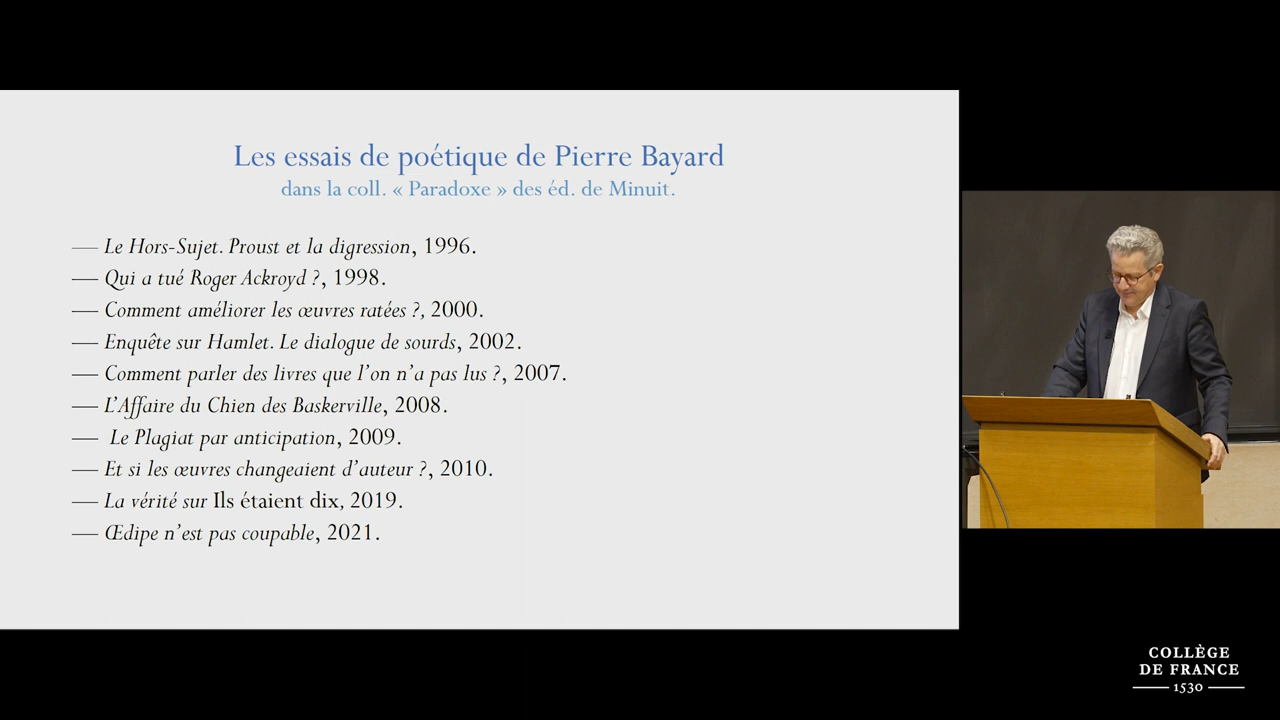 Les essais de poétique de Pierre Bayard
dans la coll. « Paradoxe » des éd. de Minuit.
— Le Hors-Sujet. Proust et la digression, 1996.
— Qui a tué Roger Ackroyd ?, 1998.
— Comment améliorer les œuvres ratées ?, 2000.
— Enquête sur Hamlet. Le dialogue de sourds, 2002.
— Comment parler des livres que l’on n’a pas lus ?, 2007.
— L’Affaire du Chien des Baskerville, 2008.
— Le Plagiat par anticipation, 2009.
— Et si les œuvres changeaient d’auteur ?, 2010.
— La vérité sur Ils étaient dix, 2019.
— Œdipe n’est pas coupable, 2021.
COLLÈGE
DE FRANCE
— 1530 —